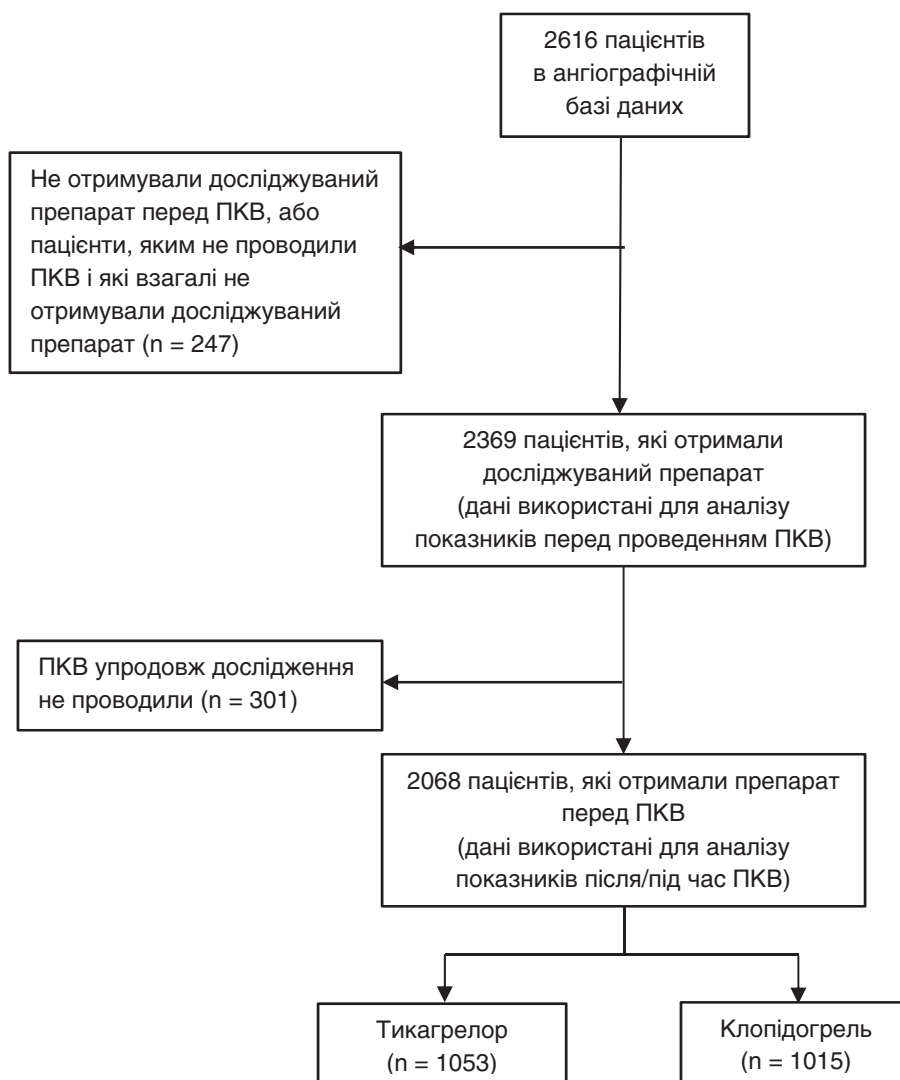 2616 пацієнтів
в ангіографічній
базі даних
Не отримували досліджуваний
препарат перед ПКВ, або
пацієнти, яким не проводили
ПКВ і які взагалі не
отримували досліджуваний
препарат (n = 247)
2369 пацієнтів, які отримали
досліджуваний препарат
(дані використані для аналізу
показників перед проведенням ПКВ)
ПКВ упродовж дослідження
не проводили (n = 301)
2068 пацієнтів, які отримали препарат
перед ПКВ
(дані використані для аналізу
показників після/під час ПКВ)
Тикагрелор
(n = 1053)
Клопідогрель
(n = 1015)